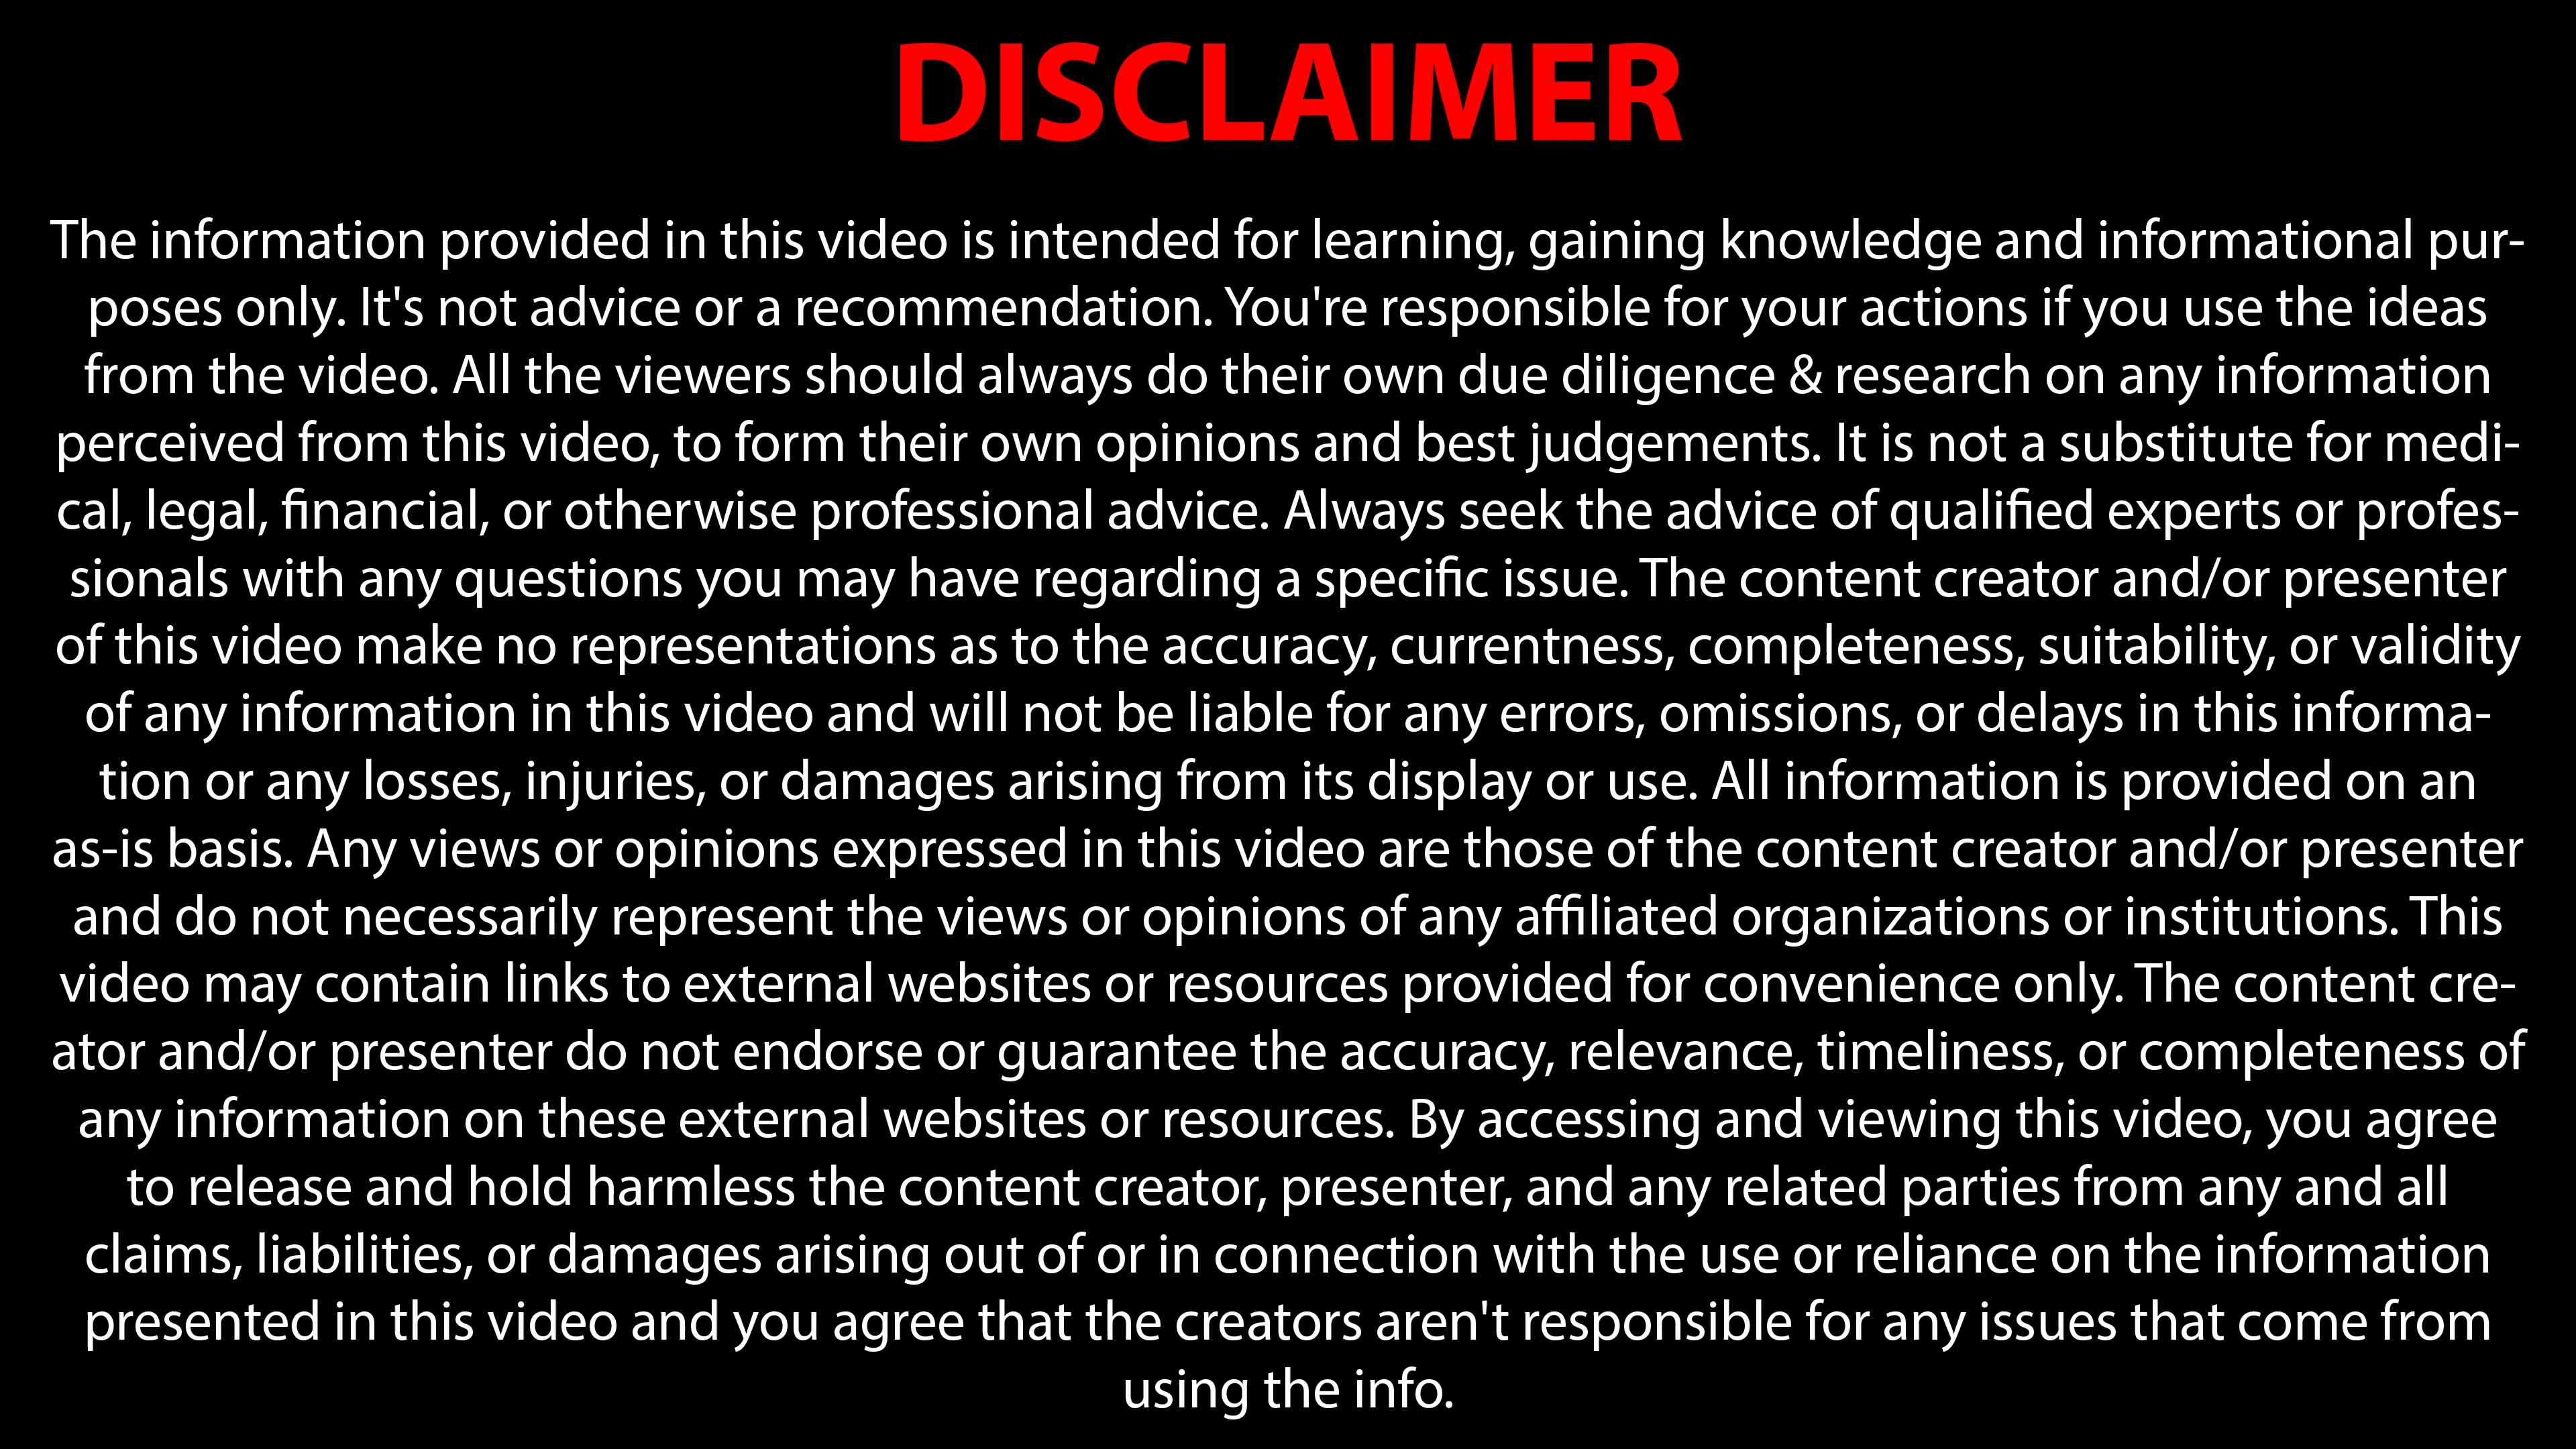 DISCLAIMER
The information provided in this video is intended for learning, gaining knowledge and informational pur-
poses only. It's not advice or a recommendation. You're responsible for your actions if you use the ideas
from the video. All the viewers should always do their own due diligence & research on any information
perceived from this video, to form their own opinions and best judgements. It is not a substitute for medi-
cal, legal, financial, or otherwise professional advice. Always seek the advice of qualified experts or profes-
sionals with any questions you may have regarding a specific issue. The content creator and/or presenter
of this video make no representations as to the accuracy, currentness, completeness, suitability, or validity
of any information in this video and will not be liable for any errors, omissions, or delays in this informa-
tion or any losses, injuries, or damages arising from its display or use. All information is provided on an
as-is basis. Any views or opinions expressed in this video are those of the content creator and/or presenter
and do not necessarily represent the views or opinions of any affiliated organizations or institutions. This
video may contain links to external websites or resources provided for convenience only. The content cre-
ator and/or presenter do not endorse or guarantee the accuracy, relevance, timeliness, or completeness of
any information on these external websites or resources. By accessing and viewing this video, you agree
to release and hold harmless the content creator, presenter, and any related parties from any and all
claims, liabilities, or damages arising out of or in connection with the use or reliance on the information
presented in this video and you agree that the creators aren't responsible for any issues that come from
using the info.